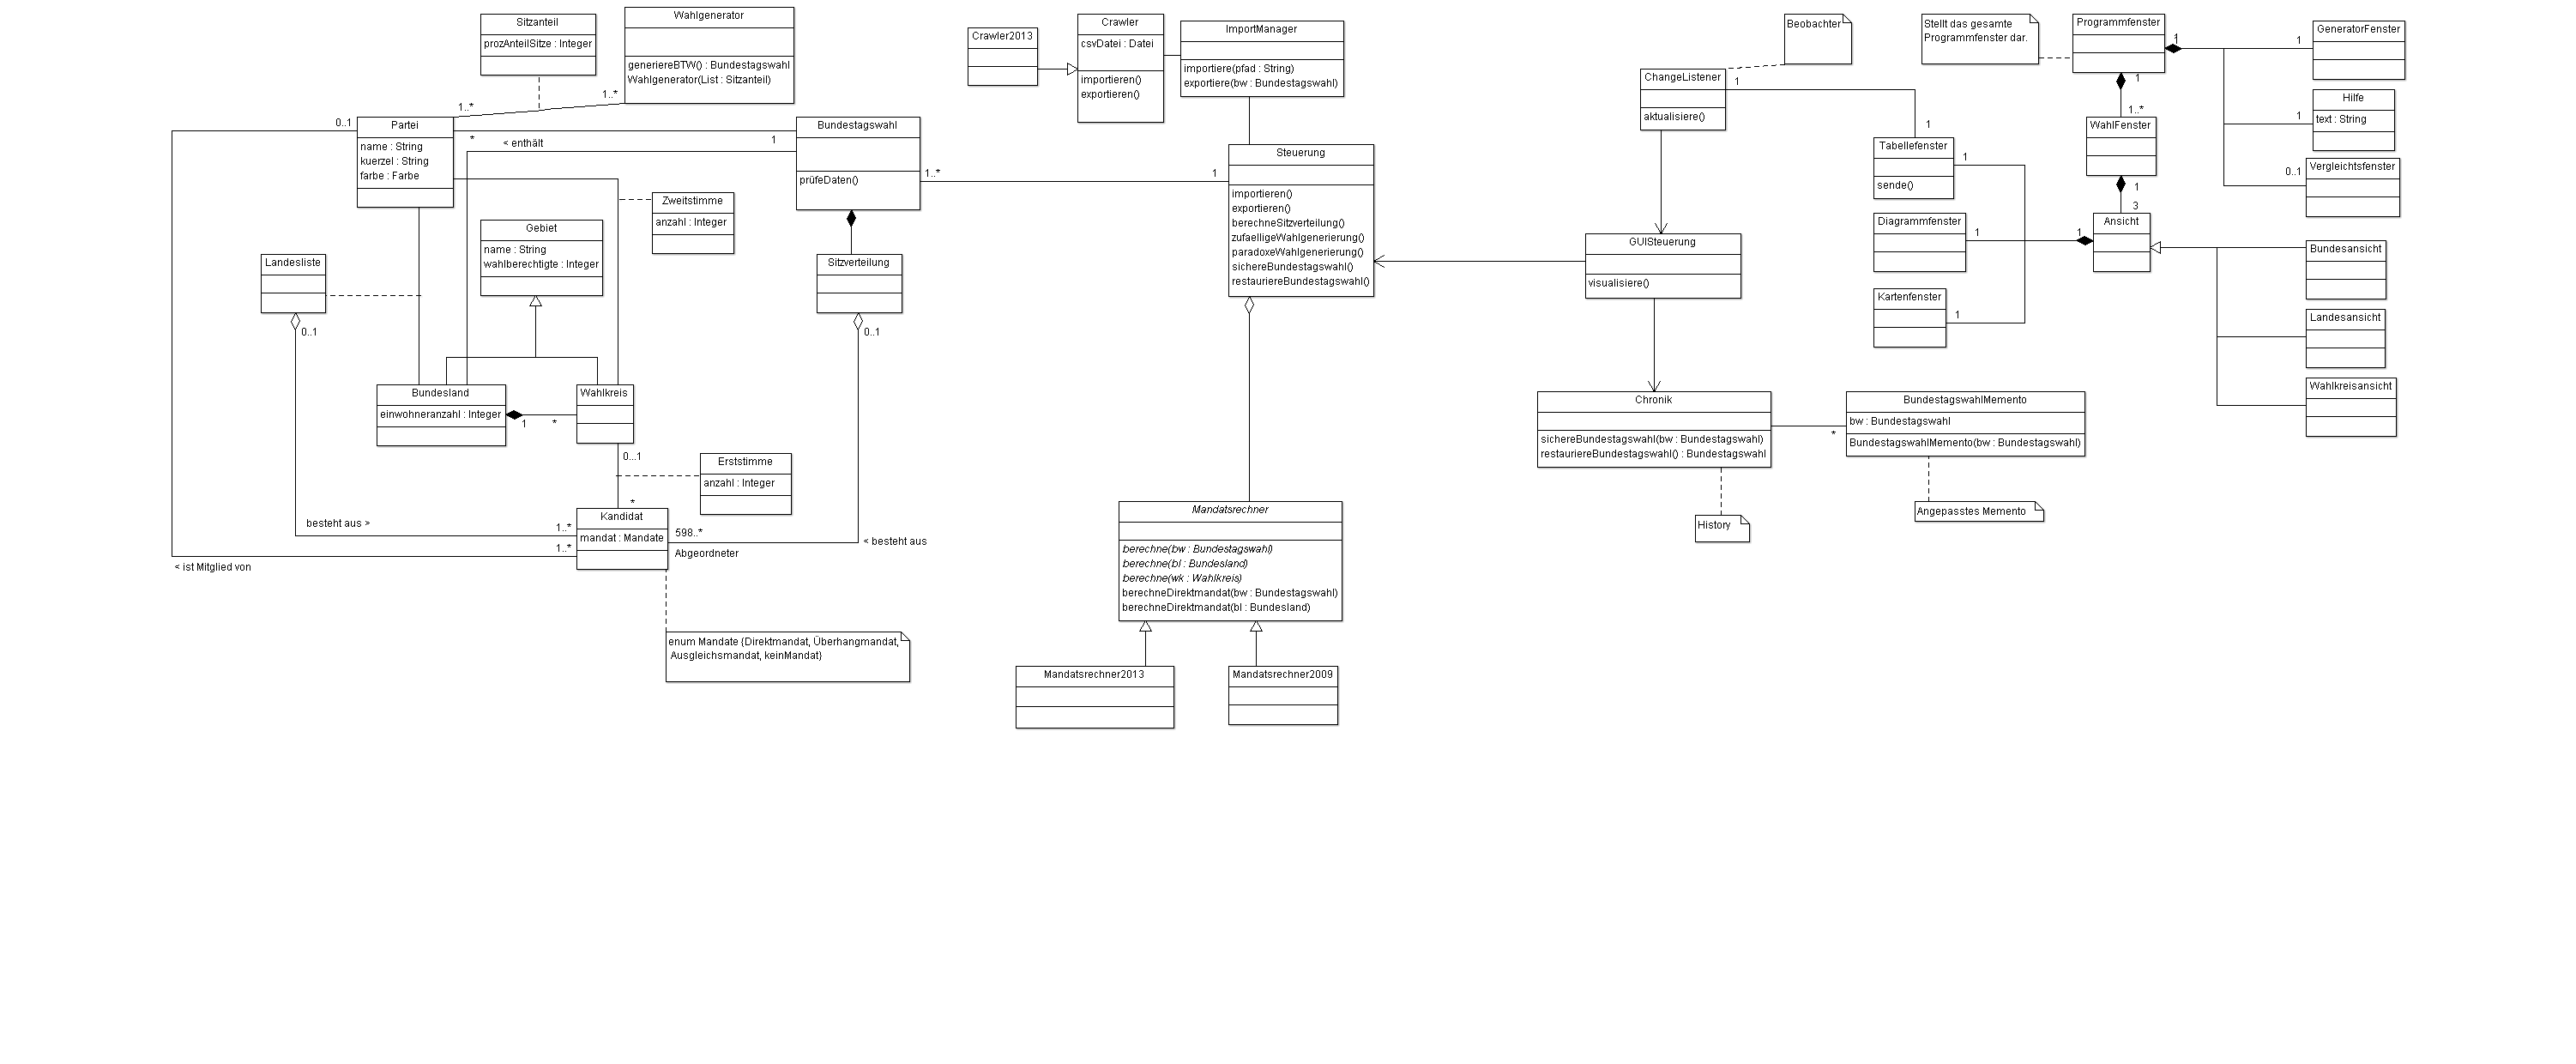 Sitzanteil
prozAnteilSitze : Integer
Wahlgenerator
generiereBTW() : Bundestagswahl
Wahlgenerator(List : Sitzanteil)
1..*
1..*
0..1
Partei
name : String
kuerzel : String
farbe : Farbe
*
< enthält
1
Bundestagswahl
prüfeDaten()
1..*
1
Zweitstimme
anzahl : Integer
Gebiet
name : String
wahlberechtigte : Integer
Landesliste
0..1
Sitzverteilung
0..1
Bundesland
einwohneranzahl : Integer
1
*
Wahlkreis
0...1
Erststimme
anzahl : Integer
*
Kandidat
mandat : Mandate
besteht aus >
1..*
1..*
598..*
Abgeordneter
< besteht aus
< ist Mitglied von
enum Mandate {Direktmandat, Überhangmandat,
Ausgleichsmandat, keinMandat}
Crawler2013
Crawler
csvDatei : Datei
importieren()
exportieren()
ImportManager
importiere(pfad : String)
exportiere(bw : Bundestagswahl)
Steuerung
importieren()
exportieren()
berechneSitzverteilung()
zufaelligeWahlgenerierung()
paradoxeWahlgenerierung()
sichereBundestagswahl()
restauriereBundestagswahl()
Mandatsrechner
berechne(bw : Bundestagswahl)
berechne(bl : Bundesland)
berechne(wk : Wahlkreis)
berechneDirektmandat(bw : Bundestagswahl)
berechneDirektmandat(bl : Bundesland)
Mandatsrechner2013
Mandatsrechner2009
Beobachter
ChangeListener
aktualisiere()
1
1
GUISteuerung
visualisiere()
Chronik
sichereBundestagswahl(bw : Bundestagswahl)
restauriereBundestagswahl() : Bundestagswahl
History
*
BundestagswahlMemento
bw : Bundestagswahl
BundestagswahlMemento(bw : Bundestagswahl)
Angepasstes Memento
Stellt das gesamte
Programmfenster dar.
Programmfenster
1
1
1..*
WahlFenster
1
3
Ansicht
1
Tabellefenster
sende()
1
Diagrammfenster
1
Kartenfenster
1
1
GeneratorFenster
1
Hilfe
text : String
0..1
Vergleichtsfenster
Bundesansicht
Landesansicht
Wahlkreisansicht